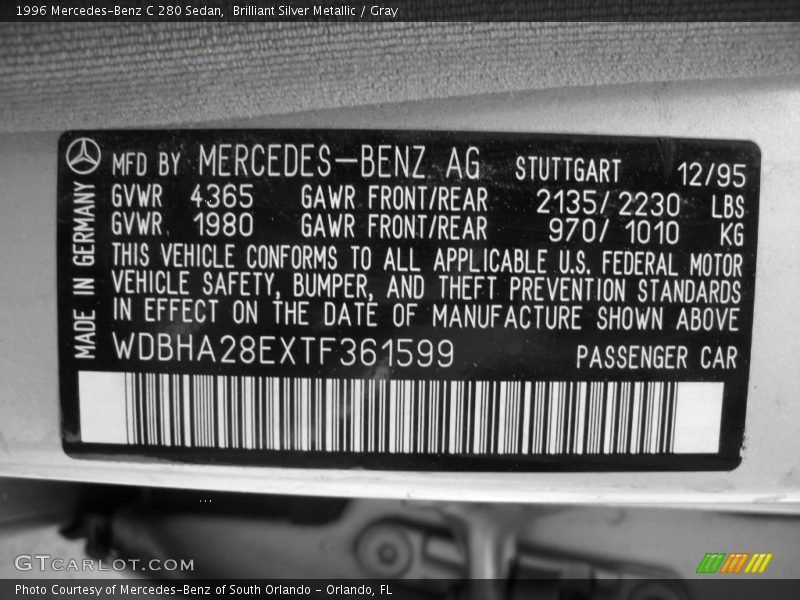 1996 Mercedes-Benz C 280 Sedan,  Brilliant Silver Metallic / Gray
MFD BY MERCEDES-BENZ AG STUTTGART 12/95
GVWR 4365 GAWR FRONT/REAR 2135/ 2230 LBS
GVWR 1980 GAWR FRONT/REAR 970/ 1010 KG
THIS VEHICLE CONFORMS TO ALL APPLICABLE U.S. FEDERAL MOTOR
VEHICLE SAFETY, BUMPER, AND THEFT PREVENTION STANDARDS
IN EFFECT ON THE DATE OF MANUFACTURE SHOWN ABOVE
WDBHA28EXTF361599 PASSENGER CAR
MADE IN GERMANY
GTCARLOT.COM
Photo Courtesy of Mercedes-Benz of South Orlando - Orlando, FL